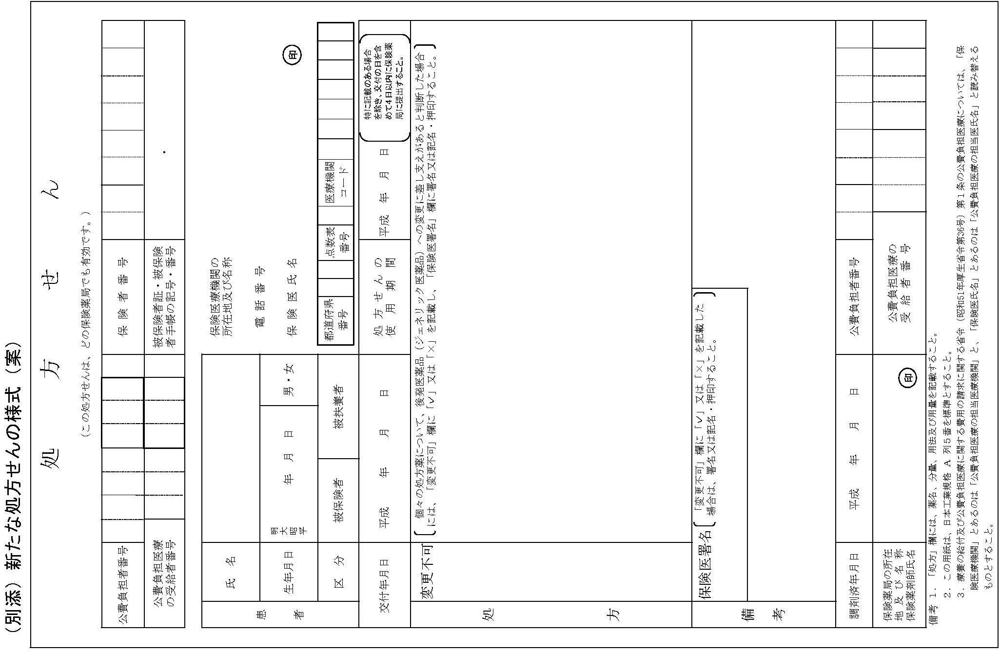 (別添) 新たな処方せんの様式 (案)
処方せん
(この処方せんは、どの保険薬局でも有効です。)
公費負担者番号
保険者番号
公費負担医療
の受給者番号
被保険者証・被保険
者手帳の記号・番号
・
患者
氏名
生年月日
明
大
昭
平
年 月 日
男・女
区分
被保険者
被扶養者
保険医療機関の
所在地及び名称
電話番号
保険医氏名
印
都道府県
番号
点数表
番号
医療機関
コード
交付年月日
平成 年 月 日
処方せんの
使用期間
平成 年 月 日
特に記載のある場合
を除き、交付の日を含
めて4日以内に保険薬
局に提出すること。
処方
変更不可
個々の処方薬について、後発医薬品(ジェネリック医薬品)への変更に差し支えがあると判断した場合
には、「変更不可」欄に「✓」又は「×」を記載し、「保険医署名」欄に署名又は記名・押印すること。
備考
保険医署名
「変更不可」欄に「✓」又は「×」を記載した
場合は、署名又は記名・押印すること。
調剤済年月日
平成 年 月 日
公費負担者番号
保険薬局の所在
地及び名称
保険薬剤師氏名
印
公費負担医療の
受給者番号
備考 1.「処方」欄には、薬名、分量、用法及び用量を記載すること。
2.この用紙は、日本工業規格 A 列5番を標準とすること。
3.療養の給付及び公費負担医療に関する費用の請求に関する省令(昭和51年厚生省令第36号)第1条の公費負担医療については、「保
険医療機関」とあるのは「公費負担医療の担当医療機関」と、「保険医氏名」とあるのは「公費負担医療の担当医氏名」と読み替える
ものとすること。